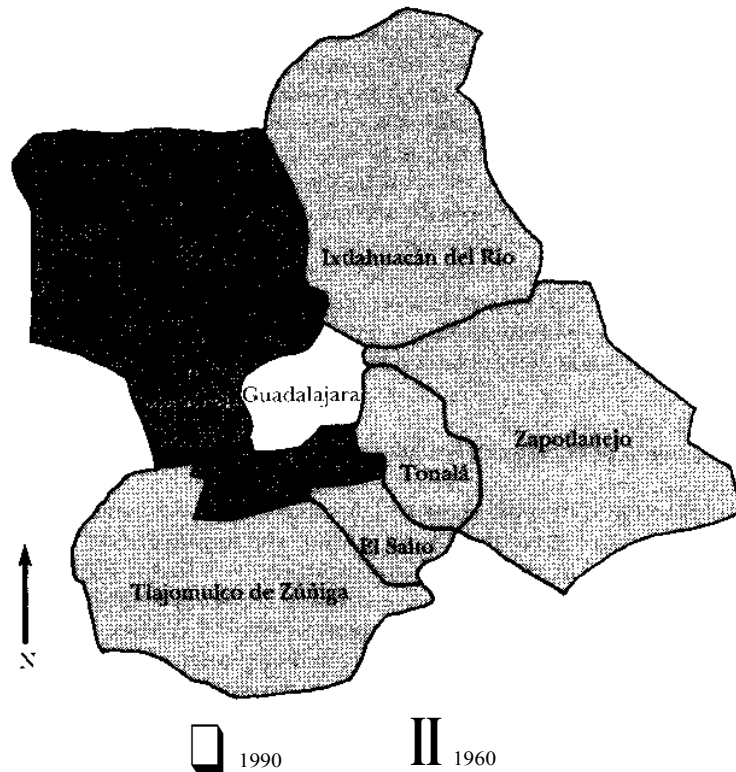 Ixtlahuacán del Río
Guadalajara
Zapotlanejo
Tonalá
El Salto
Tlajomulco de Zúñiga
N
1990
1960